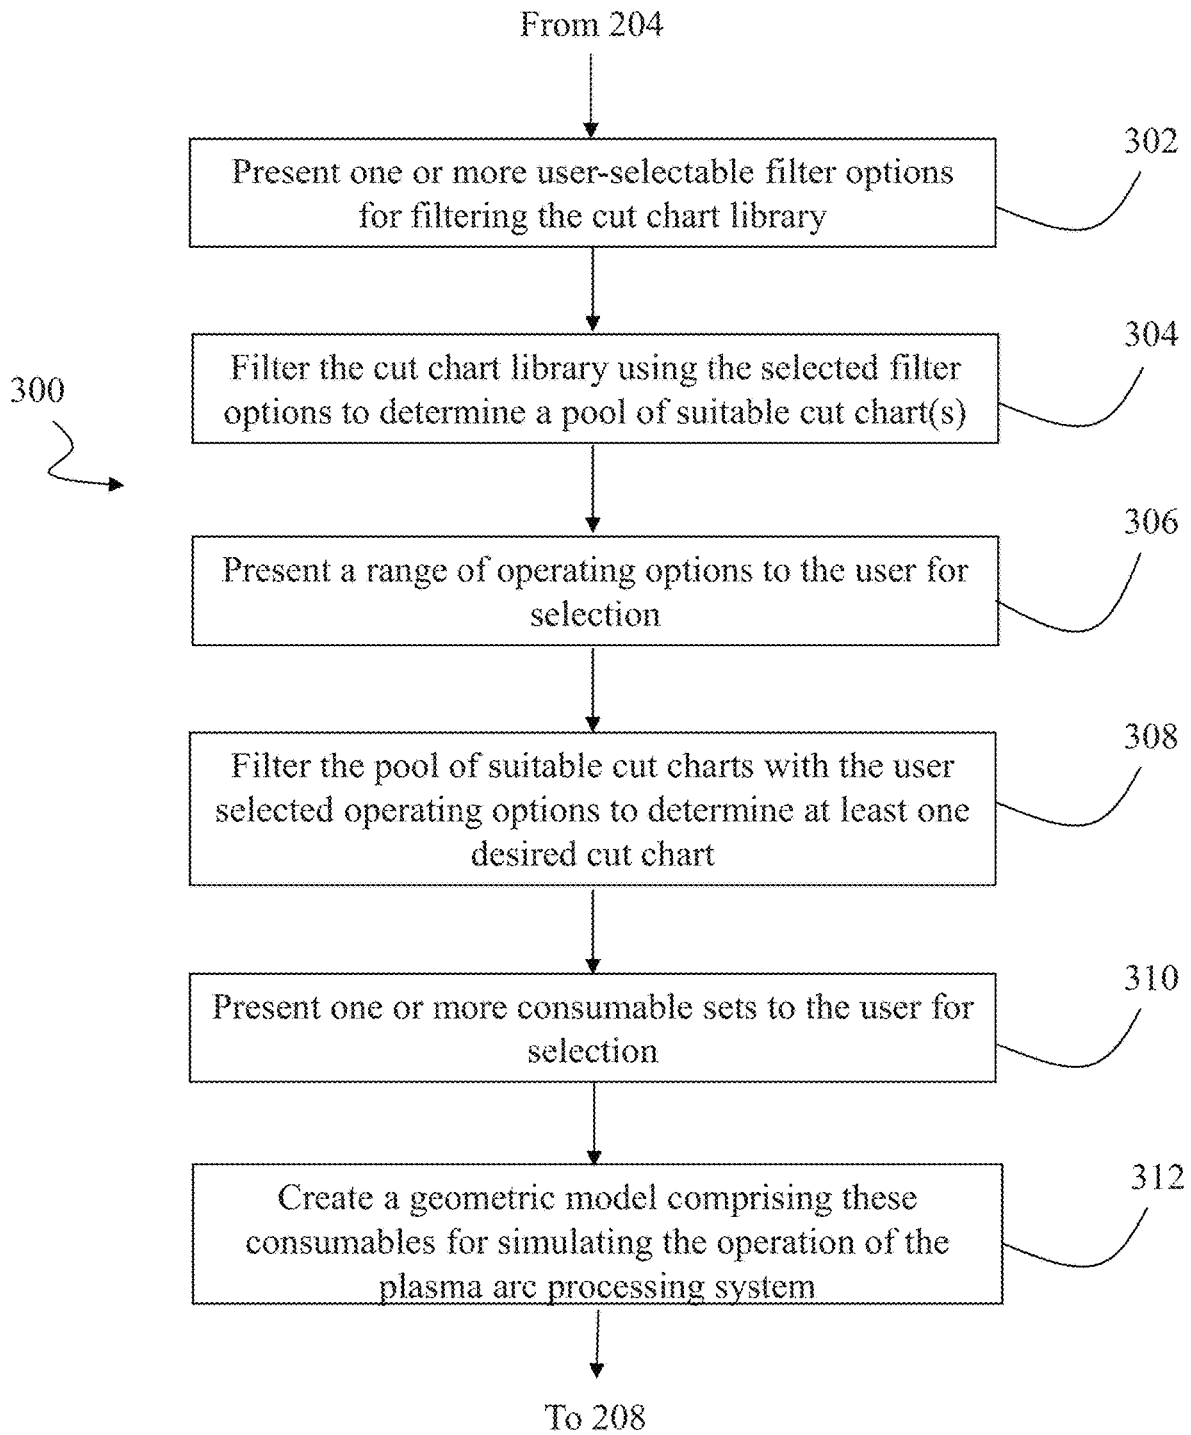 From 204
302
Present one or more user-selectable filter options
for filtering the cut chart library
304
Filter the cut chart library using the selected filter
options to determine a pool of suitable cut chart(s)
300
306
Present a range of operating options to the user for
selection
308
Filter the pool of suitable cut charts with the user
selected operating options to determine at least one
desired cut chart
310
Present one or more consumable sets to the user for
selection
312
Create a geometric model comprising these
consumables for simulating the operation of the
plasma arc processing system
To 208